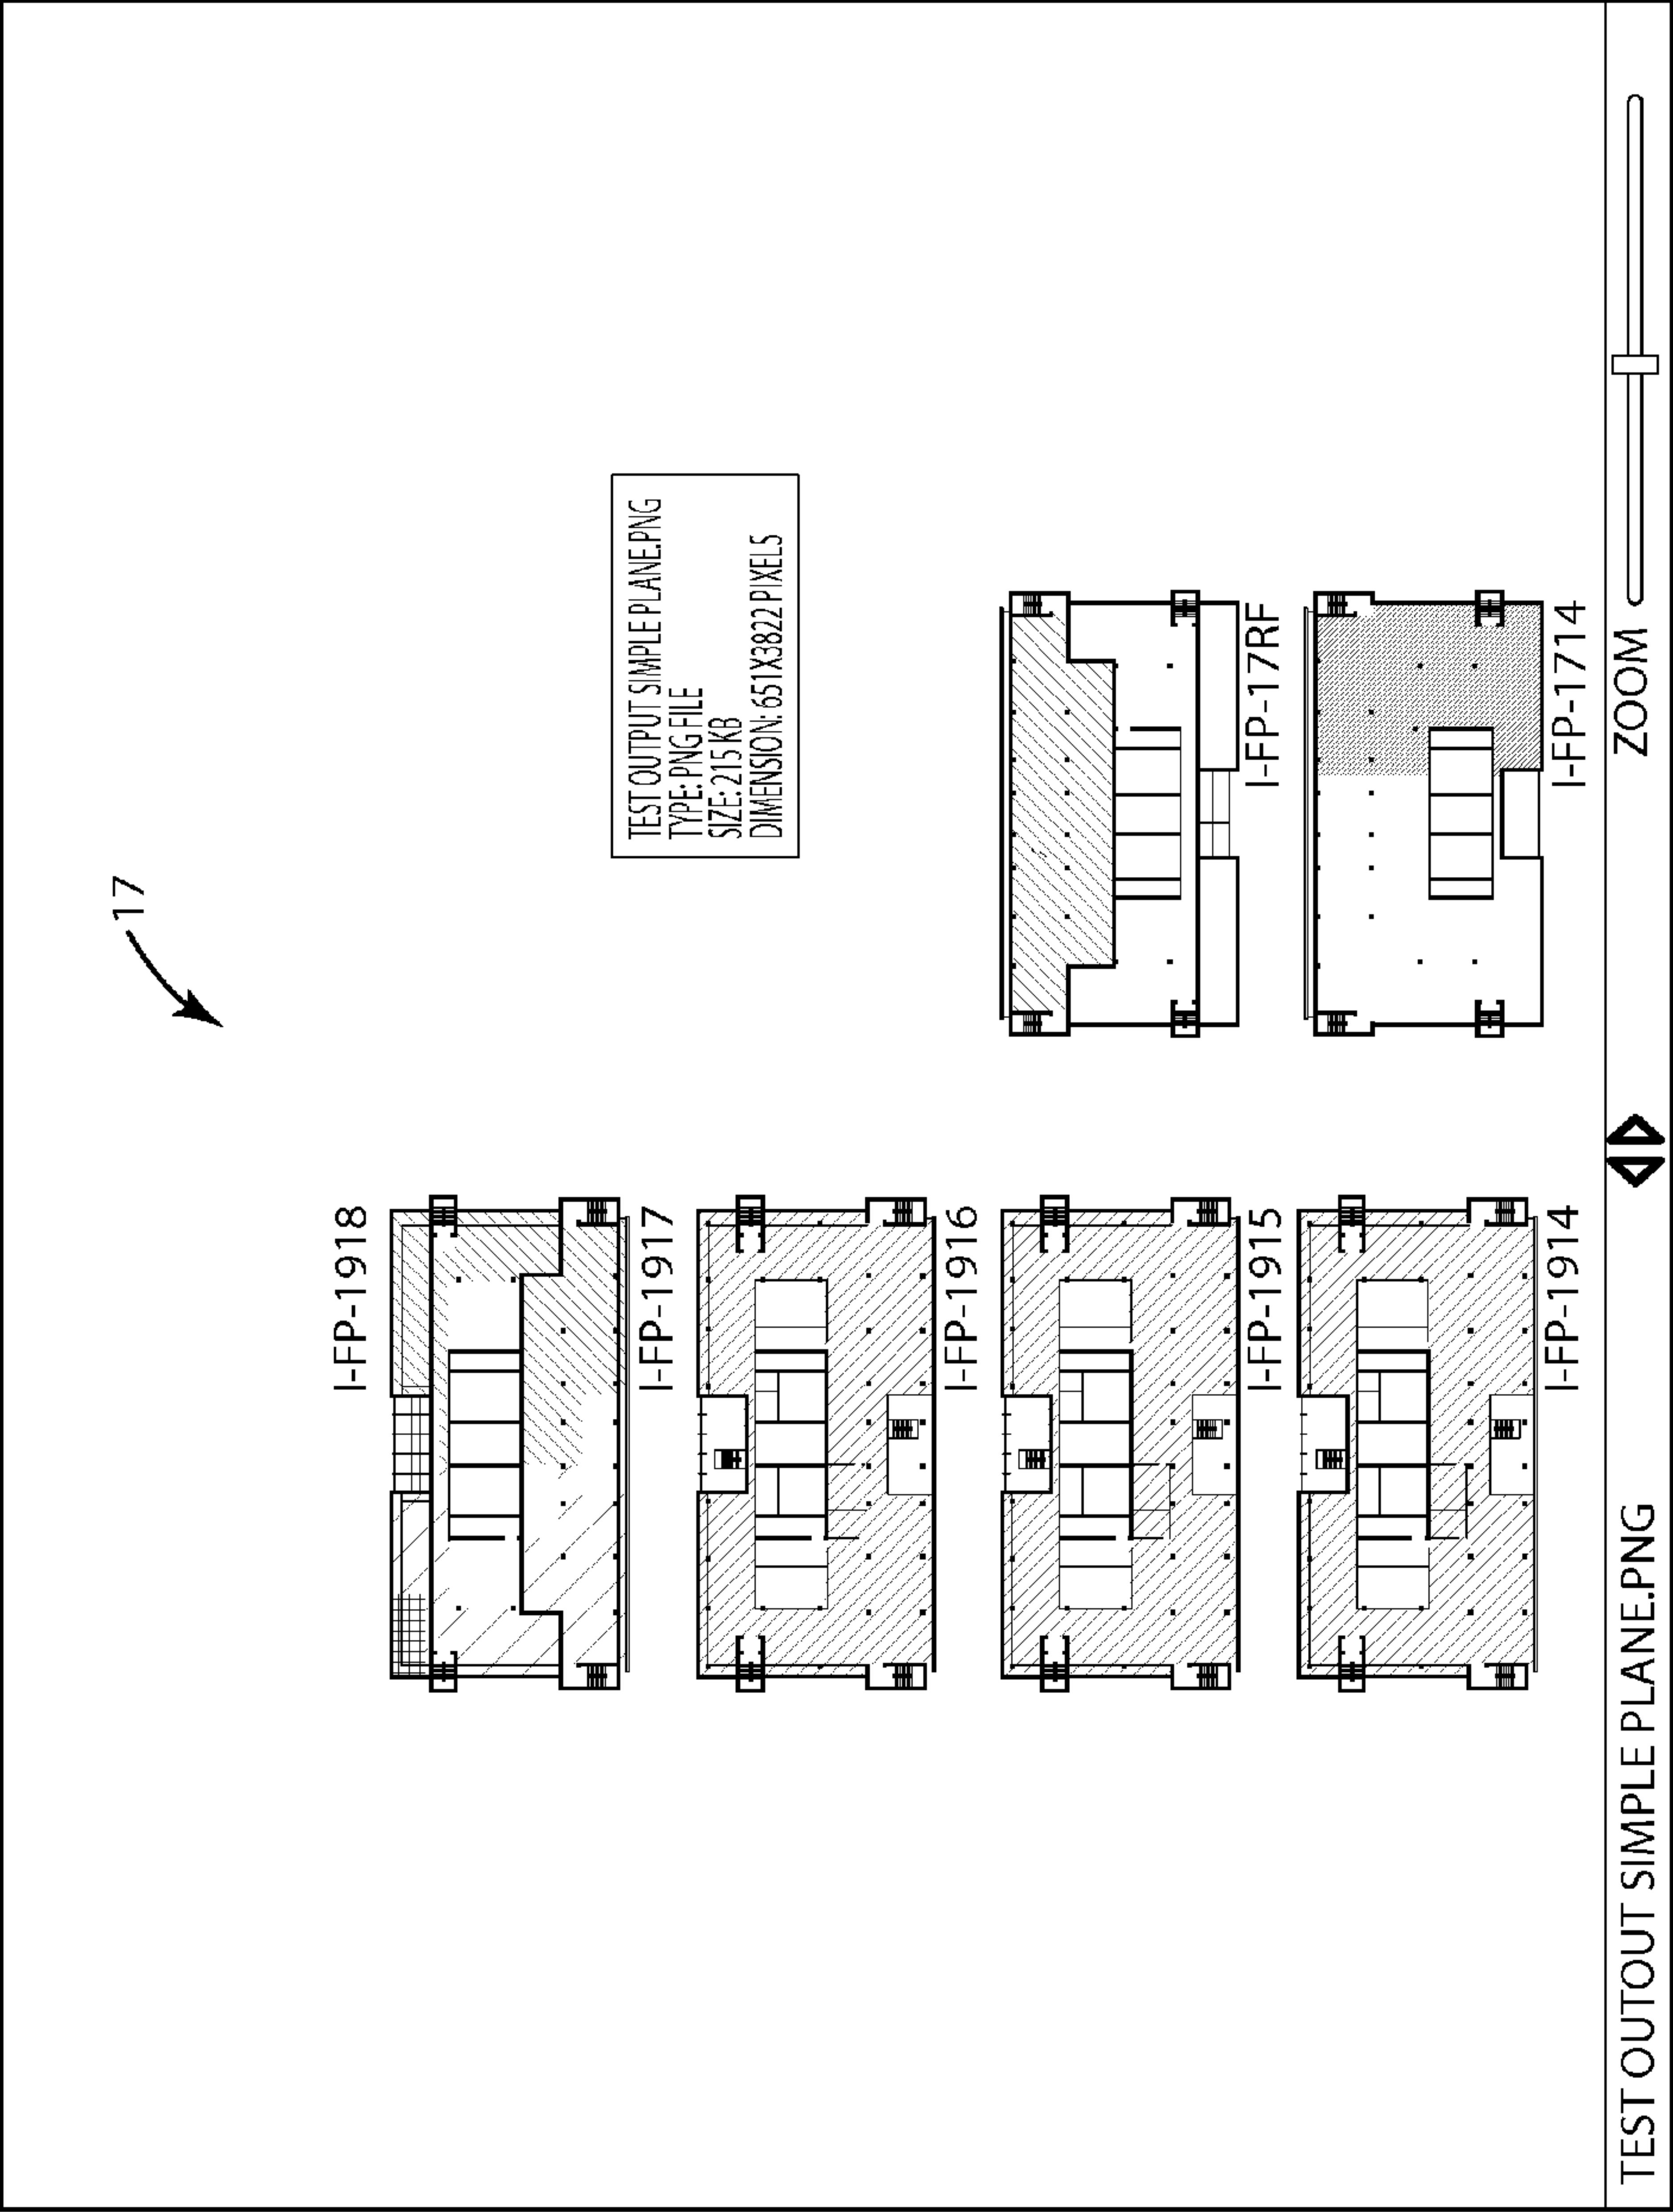 17
I-FP-1918
I-FP-1917
TEST OUTPUT SIMPLE PLANE.PNG
TYPE: PNG FILE
SIZE: 215 KB
DIMENSION: 651X3822 PIXELS
I-FP-1916
I-FP-1915
I-FP-17RF
I-FP-1914
I-FP-1714
TEST OUTOUT SIMPLE PLANE.PNG
ZOOM